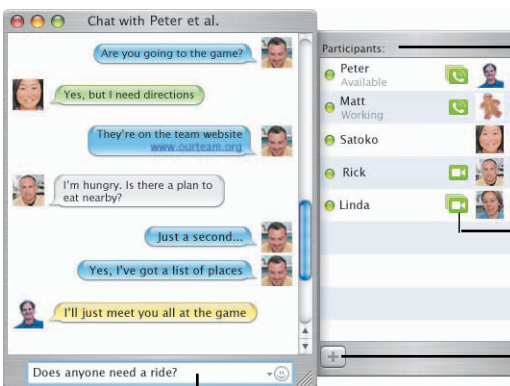 Chat with Peter et al.
Are you going to the game?
Yes, but I need directions
They're on the team website
www.ourteam.org
I'm hungry. Is there a plan to
eat nearby?
Just a second...
Yes, I've got a list of places
I'll just meet you all at the game
Does anyone need a ride?
Participants:
Peter
Available
Matt
Working
Satoko
Rick
Linda